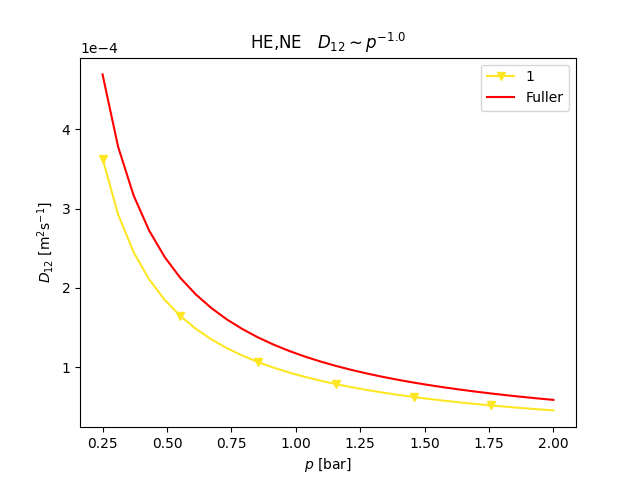 HE,NE $D_{12} \sim p^{-1.0}$
1e−4
1
Fuller
4
3
2
1
$D_{12}$ [m$^2$s$^{-1}$]
0.25 0.50 0.75 1.00 1.25 1.50 1.75 2.00
$p$ [bar]